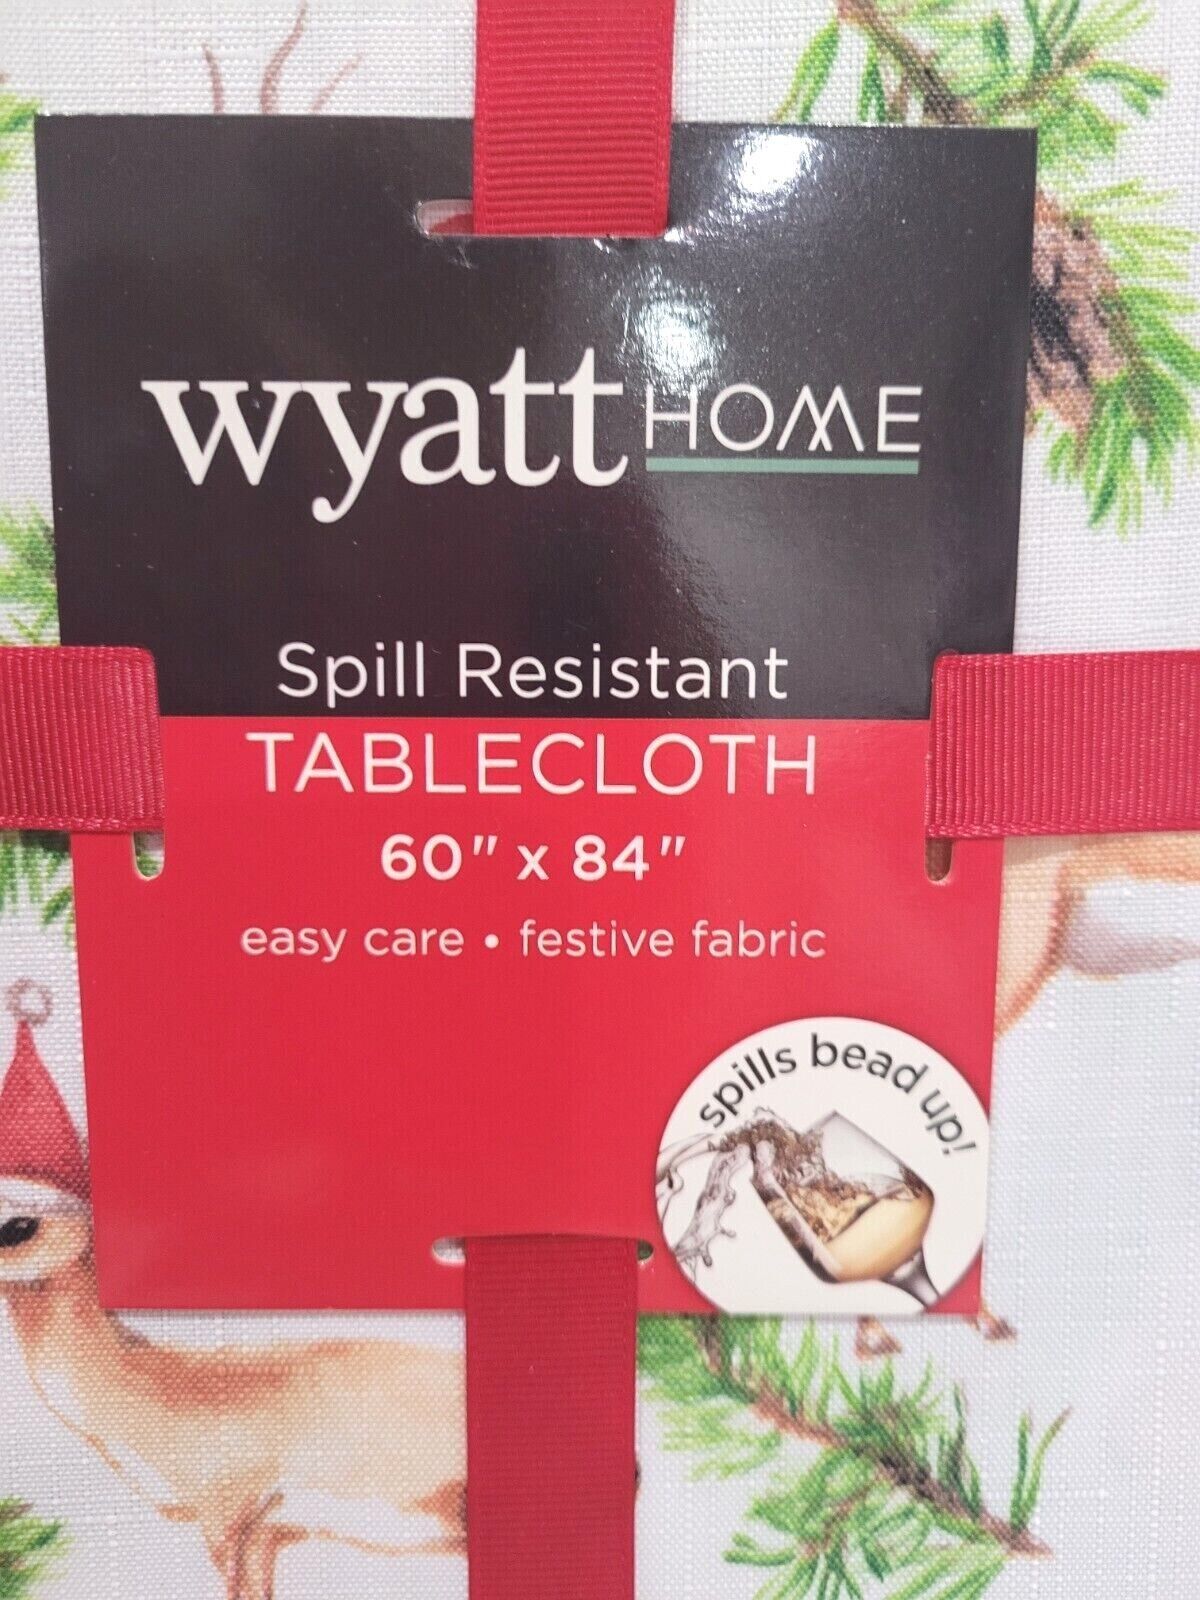 wyatt HOME
Spill Resistant
TABLECLOTH
60" x 84"
easy care • festive fabric
spills bead up!